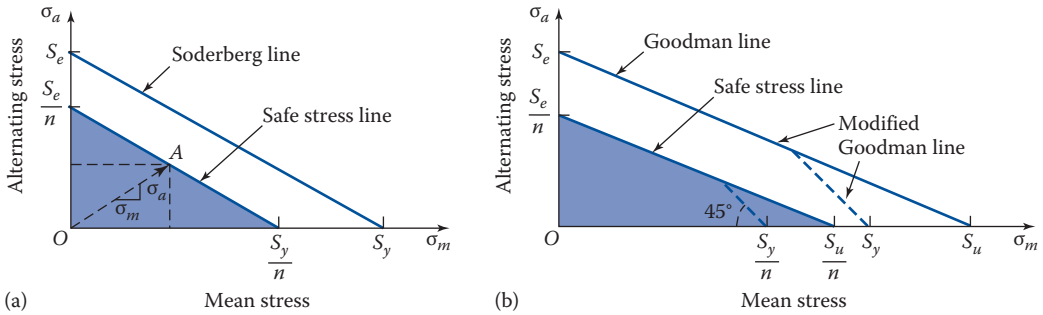 σa
Alternating stress
Se
Se
n
Soderberg line
Safe stress line
A
σa
σm
O
Sy
n
Sy
σm
(a)
Mean stress
σa
Alternating stress
Se
Se
n
Goodman line
Safe stress line
Modified
Goodman line
45°
O
Sy
n
Su
n
Sy
Su
σm
(b)
Mean stress